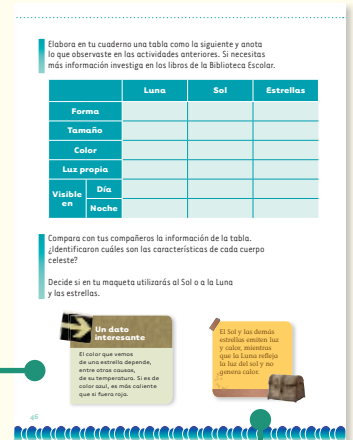 Elabora en tu cuaderno una tabla como la siguiente y anota
lo que observaste en las actividades anteriores. Si necesitas
más información investiga en los libros de la Biblioteca Escolar.
Luna Sol Estrellas
Forma
Tamaño
Color
Luz propia
Visible
en
Día
Noche
Compara con tus compañeros la información de la tabla.
¿Identificaron cuáles son las características de cada cuerpo
celeste?
Decide si en tu maqueta utilizarás al Sol o a la Luna
y las estrellas.
Un dato
interesante
El color que vemos
de una estrella depende,
entre otras causas,
de su temperatura. Si es de
color azul, es más caliente
que si fuera roja.
El Sol y las demás
estrellas emiten luz
y calor, mientras
que la Luna refleja
la luz del sol y no
genera calor.
46